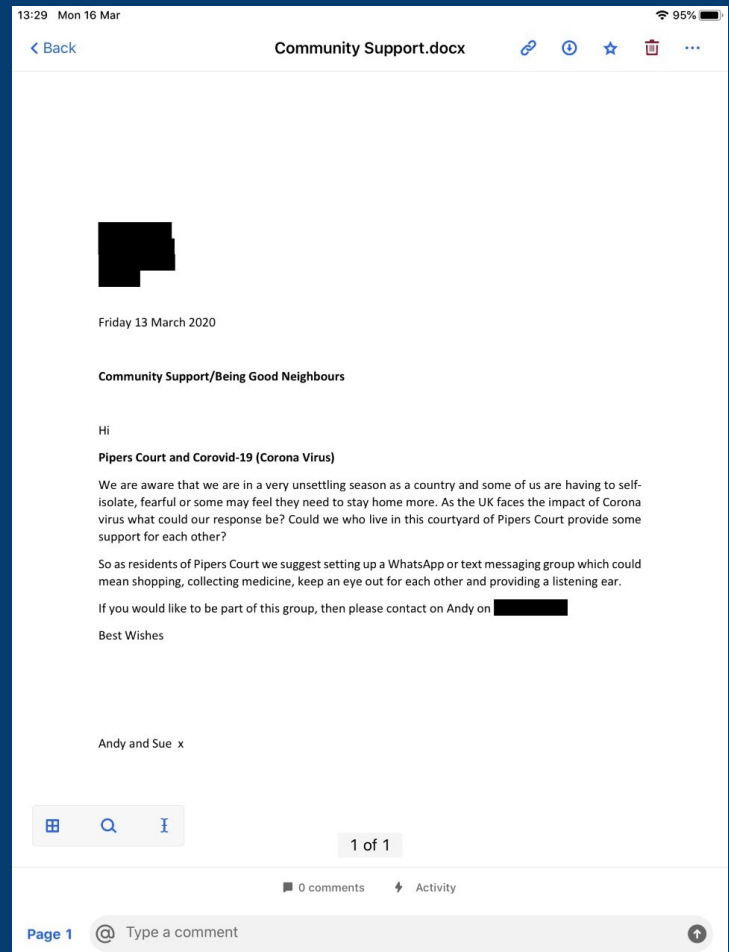 13:29 Mon 16 Mar
95%
Back
Community Support.docx
Friday 13 March 2020
Community Support/Being Good Neighbours
Hi
Pipers Court and Corovid-19 (Corona Virus)
We are aware that we are in a very unsettling season as a country and some of us are having to self-
isolate, fearful or some may feel they need to stay home more. As the UK faces the impact of Corona
virus what could our response be? Could we who live in this courtyard of Pipers Court provide some
support for each other?
So as residents of Pipers Court we suggest setting up a WhatsApp or text messaging group which could
mean shopping, collecting medicine, keep an eye out for each other and providing a listening ear.
If you would like to be part of this group, then please contact on Andy on
Best Wishes
Andy and Sue x
1 of 1
0 comments
Activity
Page 1
@ Type a comment